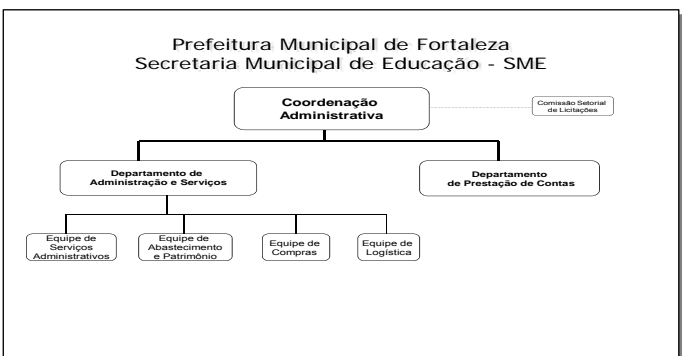 Prefeitura Municipal de Fortaleza
Secretaria Municipal de Educação - SME
Coordenação
Administrativa
Comissão Setorial
de Licitações
Departamento de
Administração e Serviços
Departamento
de Prestação de Contas
Equipe de
Serviços
Administrativos
Equipe de
Abastecimento
e Patrimônio
Equipe de
Compras
Equipe de
Logística